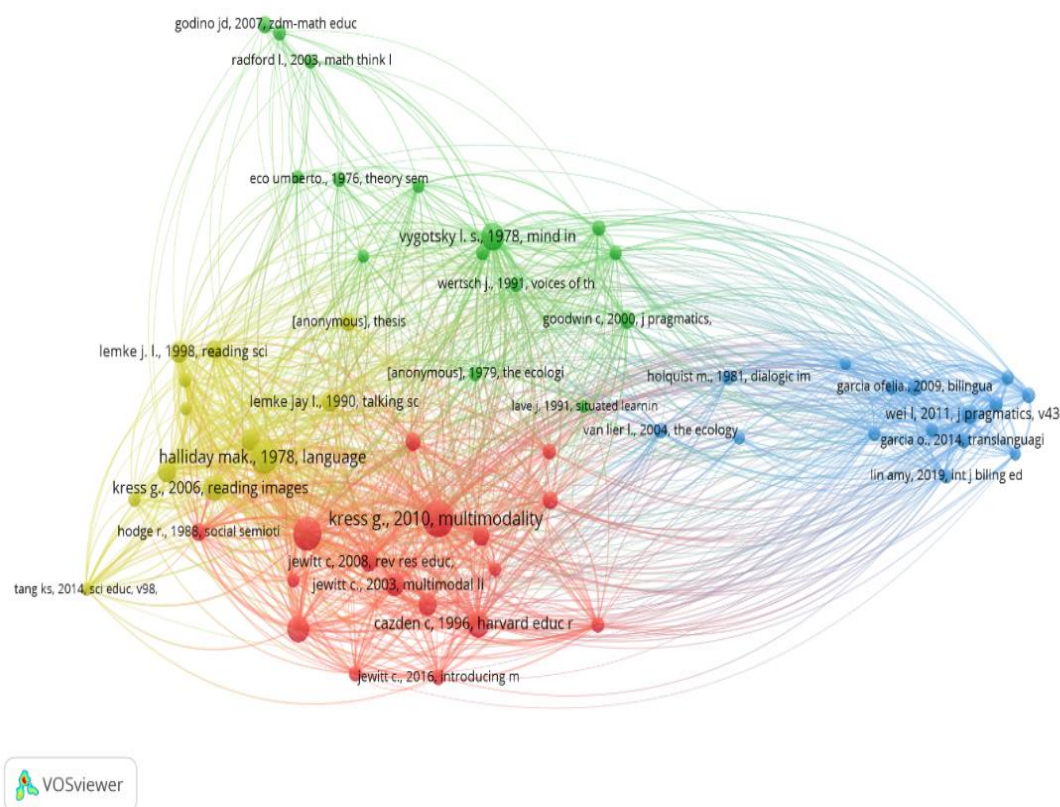 godino jd, 2007, zdm-math educ
radford l., 2003, math think l
eco umberto., 1976, theory sem
vygotsky l. s., 1978, mind in
wertsch j., 1991, voices of th
[anonymous], thesis
goodwin c, 2000, j pragmatics,
lemke j. l., 1998, reading sci
[anonymous], 1979, the ecologi
holquist m., 1981, dialogic im
garcia ofelia., 2009, bilingua
lemke jay l., 1990, talking sc
lave j, 1991, situated learnin
wei l, 2011, j pragmatics, v43
van lier l., 2004, the ecology
garcia o., 2014, translanguagi
halliday mak., 1978, language
lin amy, 2019, int j biling ed
kress g., 2006, reading images
kress g., 2010, multimodality
hodge r., 1988, social semioti
jewitt c, 2008, rev res educ,
jewitt c., 2003, multimodal li
tang ks, 2014, sci educ, v98,
cazden c, 1996, harvard educ r
jewitt c., 2016, introducing m
VOSviewer